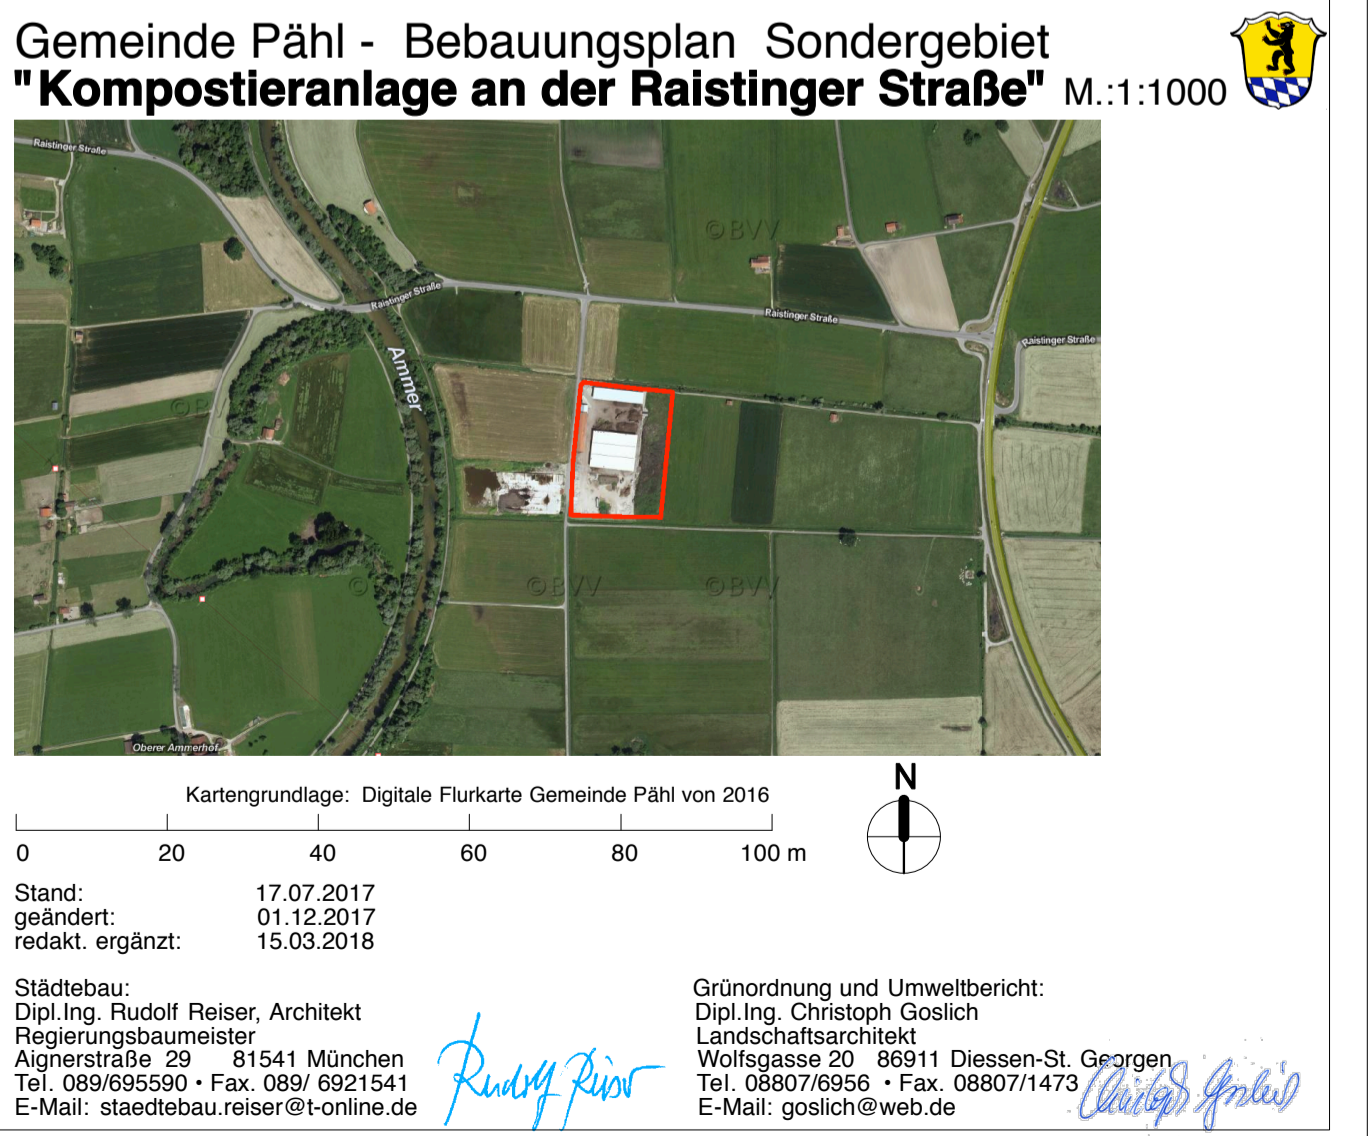 Gemeinde Pähl - Bebauungsplan Sondergebiet
"Kompostieranlage an der Raistinger Straße" M.:1:1000
Raistinger Straße
©BVV
Raistinger Straße
Raistinger Straße
Raistinger Straße
Ammer
©BVV
©BVV
©BVV
Oberer Ammerhof
N
Kartengrundlage: Digitale Flurkarte Gemeinde Pähl von 2016
0 20 40 60 80 100 m
Stand: 17.07.2017
geändert: 01.12.2017
redakt. ergänzt: 15.03.2018
Städtebau:
Dipl.Ing. Rudolf Reiser, Architekt
Regierungsbaumeister
Aignerstraße 29 81541 München
Tel. 089/695590 • Fax. 089/ 6921541
E-Mail: staedtebau.reiser@t-online.de
Rudolf Reiser
Grünordnung und Umweltbericht:
Dipl.Ing. Christoph Goslich
Landschaftsarchitekt
Wolfsgasse 20 86911 Diessen-St. Georgen
Tel. 08807/6956 • Fax. 08807/1473
E-Mail: goslich@web.de
Christoph Goslich